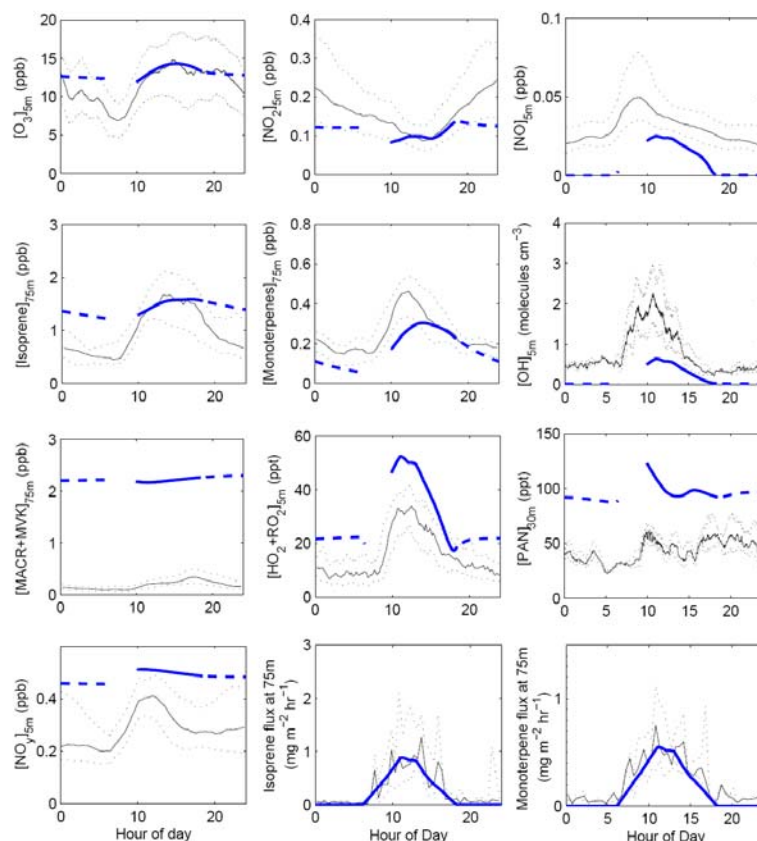 [O3]5m (ppb)
20
15
10
5
0
0 10 20
[NO2]5m (ppb)
0.4
0.3
0.2
0.1
0
0 10 20
[NO]5m (ppb)
0.1
0.05
0
0 10 20
[Isoprene]75m (ppb)
3
2
1
0
0 10 20
[Monoterpenes]75m (ppb)
0.8
0.6
0.4
0.2
0
0 10 20
[OH]5m (molecules cm−3)
4
3
2
1
0
0 5 10 15 20
[MACR+MVK]75m (ppb)
3
2
1
0
0 10 20
[HO2+RO2]5m (ppt)
60
40
20
0
0 10 20
[PAN]30m (ppt)
150
100
50
0
0 5 10 15 20
[NOy]5m (ppb)
0.4
0.2
0
0 10 20
Hour of day
Isoprene flux at 75m
(mg m−2 hr−1)
3
2
1
0
0 10 20
Hour of Day
Monoterpene flux at 75m
(mg m−2 hr−1)
1
0
0 5 10 15 20
Hour of Day